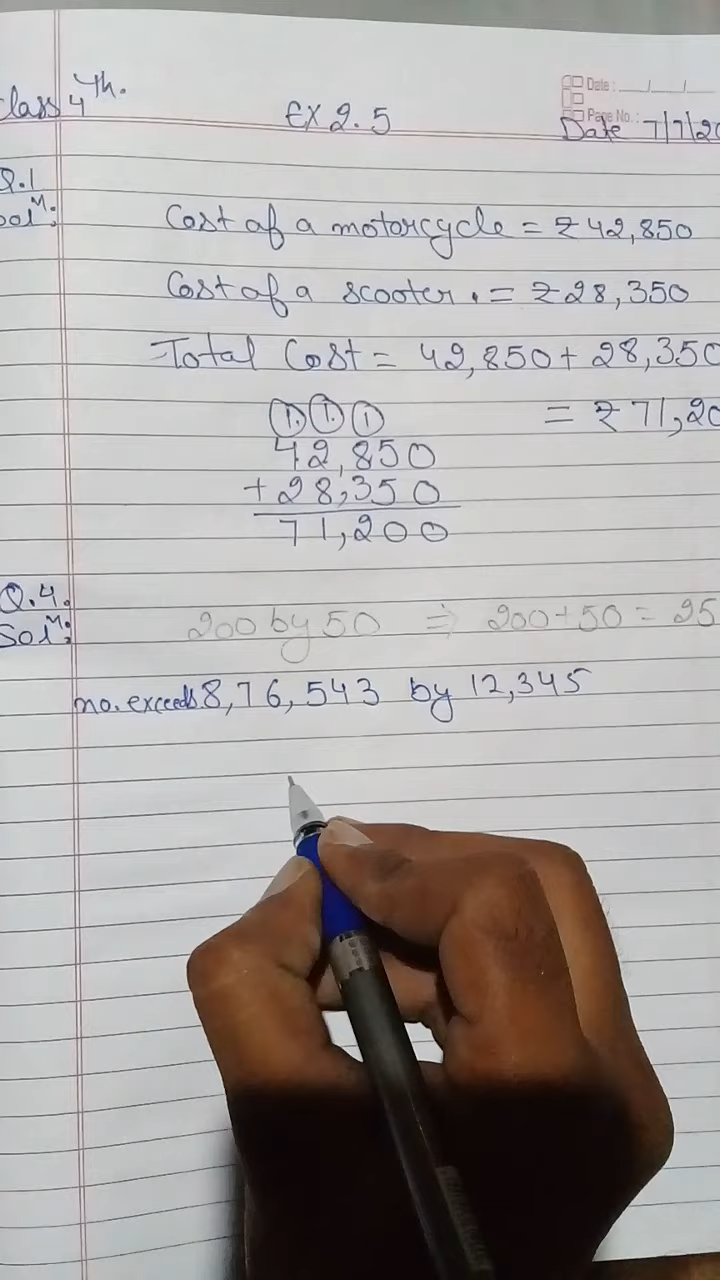 Class 4th.
Date :
Page No. :
Ex 2.5
Date 7/7/20
Q.1
Solⁿ:
Cost of a motorcycle = ₹42,850
Cost of a scooter. = ₹28,350
Total Cost = 42,850 + 28,350
= ₹71,20
1 1 1
42,850
+28,350
71,200
Q.4.
Solⁿ:
200 by 50 ⇒ 200+50 = 25
no. exceeds 8,76,543 by 12,345